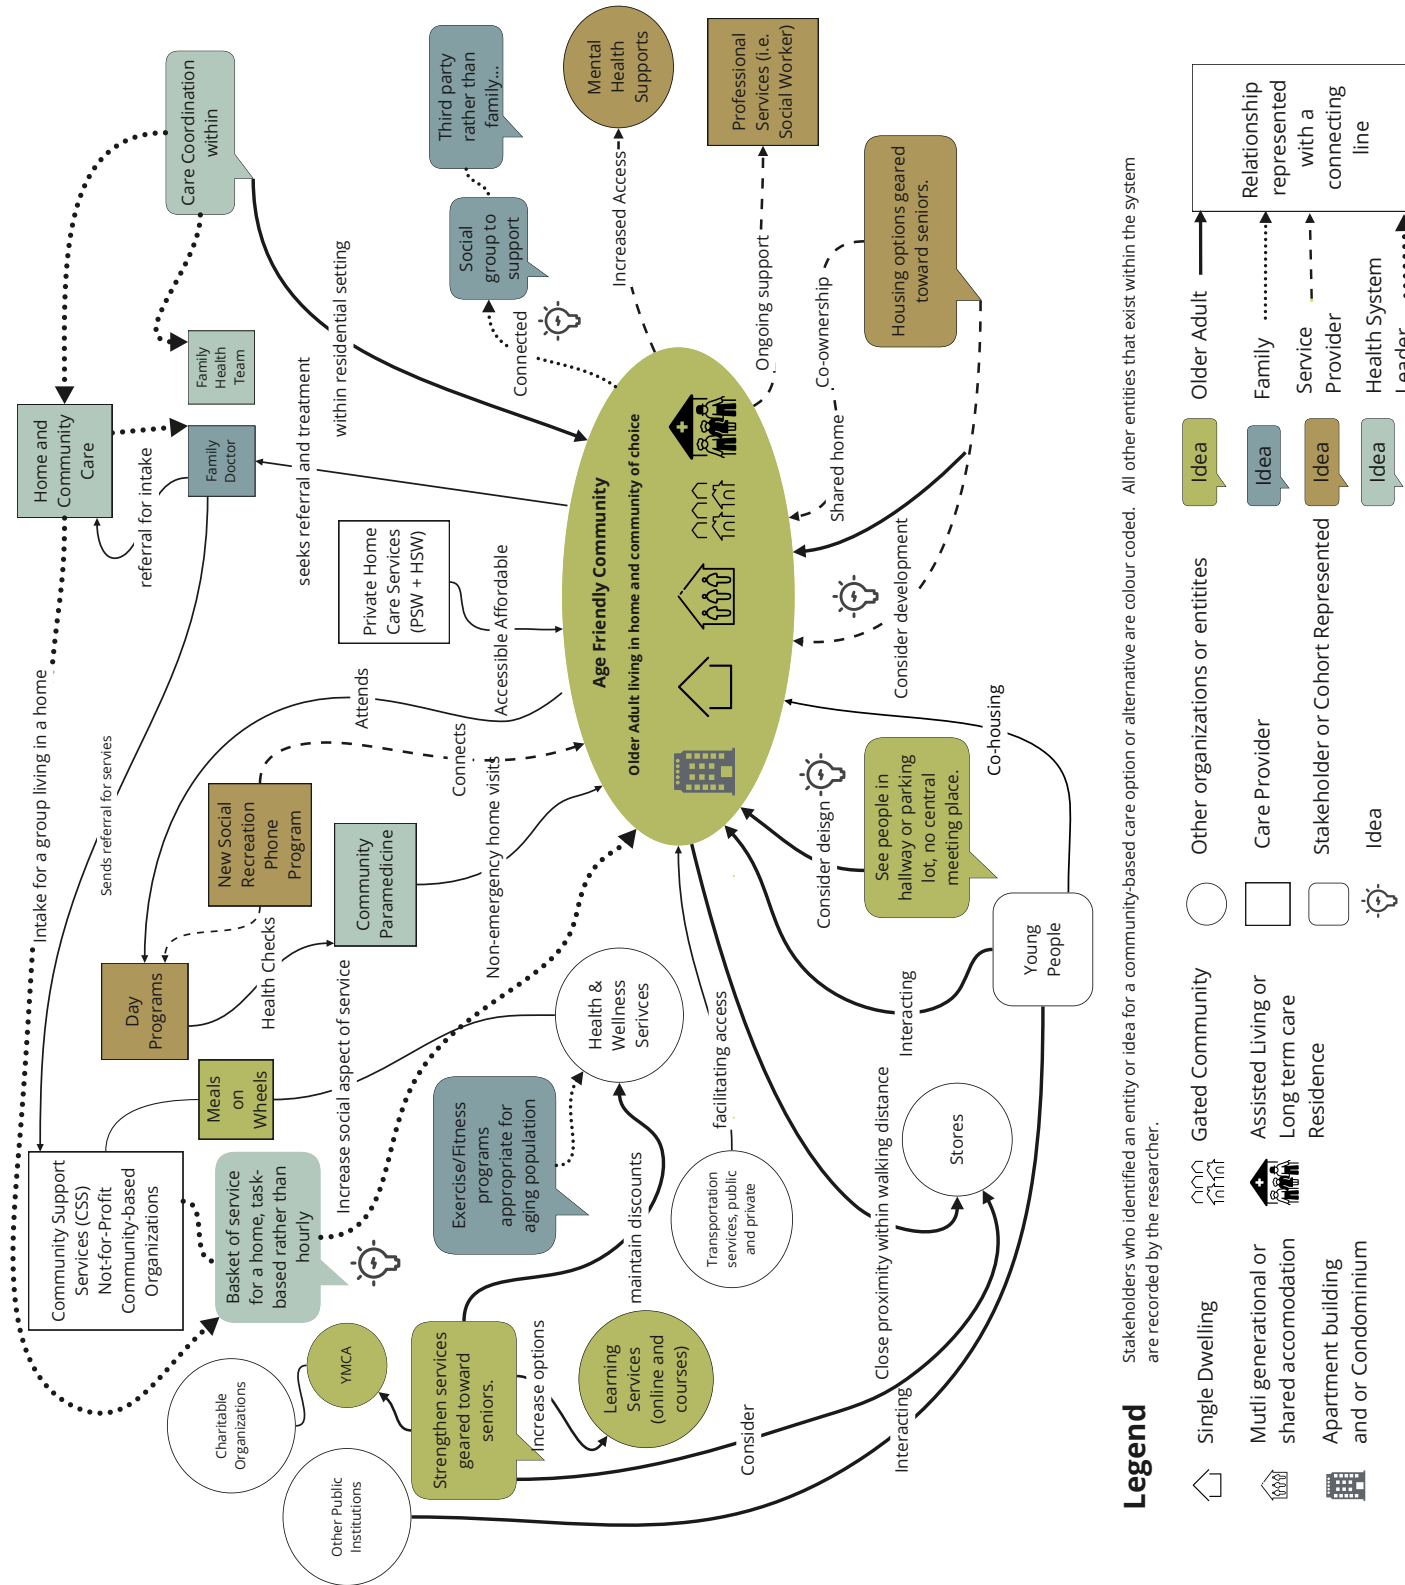 Charitable
Organizations
Other Public
Institutions
YMCA
Strengthen services
geared toward
seniors.
Increase options
Learning
Services
(online and
courses)
maintain discounts
Consider
Interacting
Community Support
Services (CSS)
Not-for-Profit
Community-based
Organizations
Basket of service
for a home, task-
based rather than
hourly
Meals
on
Wheels
Increase social aspect of service
Exercise/Fitness
programs
appropriate for
aging population
Health &
Wellness
Serivces
Transportation
services, public
and private
facilitating access
Close proximity within walking distance
Stores
Interacting
Young
People
Co-housing
Day
Programs
Health Checks
New Social
Recreation
Phone
Program
Community
Paramedicine
Non-emergency home visits
Connects
Attends
Accessible Affordable
Private Home
Care Services
(PSW + HSW)
Intake for a group living in a home
Sends referral for servies
Home and
Community
Care
referral for intake
Family
Doctor
Family
Health
Team
Care Coordination
within
seeks referral and treatment
within residential setting
Age Friendly Community
Older Adult living in home and community of choice
See people in
hallway or parking
lot, no central
meeting place.
Consider deisgn
Consider development
Shared home
Co-ownership
Housing options geared
toward seniors.
Connected
Social
group to
support
Third party
rather than
family...
Increased Access
Mental
Health
Supports
Ongoing support
Professional
Services (i.e.
Social Worker)
Legend
Stakeholders who identified an entity or idea for a community-based care option or alternative are colour coded. All other entities that exist within the system
are recorded by the researcher.
Single Dwelling
Mutli generational or
shared accomodation
Apartment building
and or Condominium
Gated Community
Assisted Living or
Long term care
Residence
Other organizations or entities
Care Provider
Stakeholder or Cohort Represented
Idea
Idea
Older Adult
Idea
Family
Idea
Service
Provider
Idea
Health System
Leader
Relationship
represented
with a
connecting
line